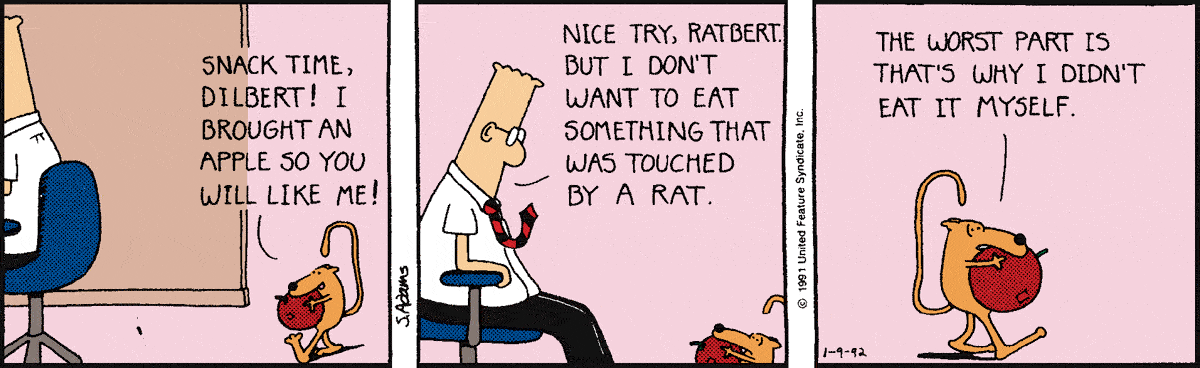 SNACK TIME,
DILBERT! I
BROUGHT AN
APPLE SO YOU
WILL LIKE ME!
S.Adams
NICE TRY, RATBERT.
BUT I DON'T
WANT TO EAT
SOMETHING THAT
WAS TOUCHED
BY A RAT.
© 1991 United Feature Syndicate, Inc.
THE WORST PART IS
THAT'S WHY I DIDN'T
EAT IT MYSELF.
1-9-92